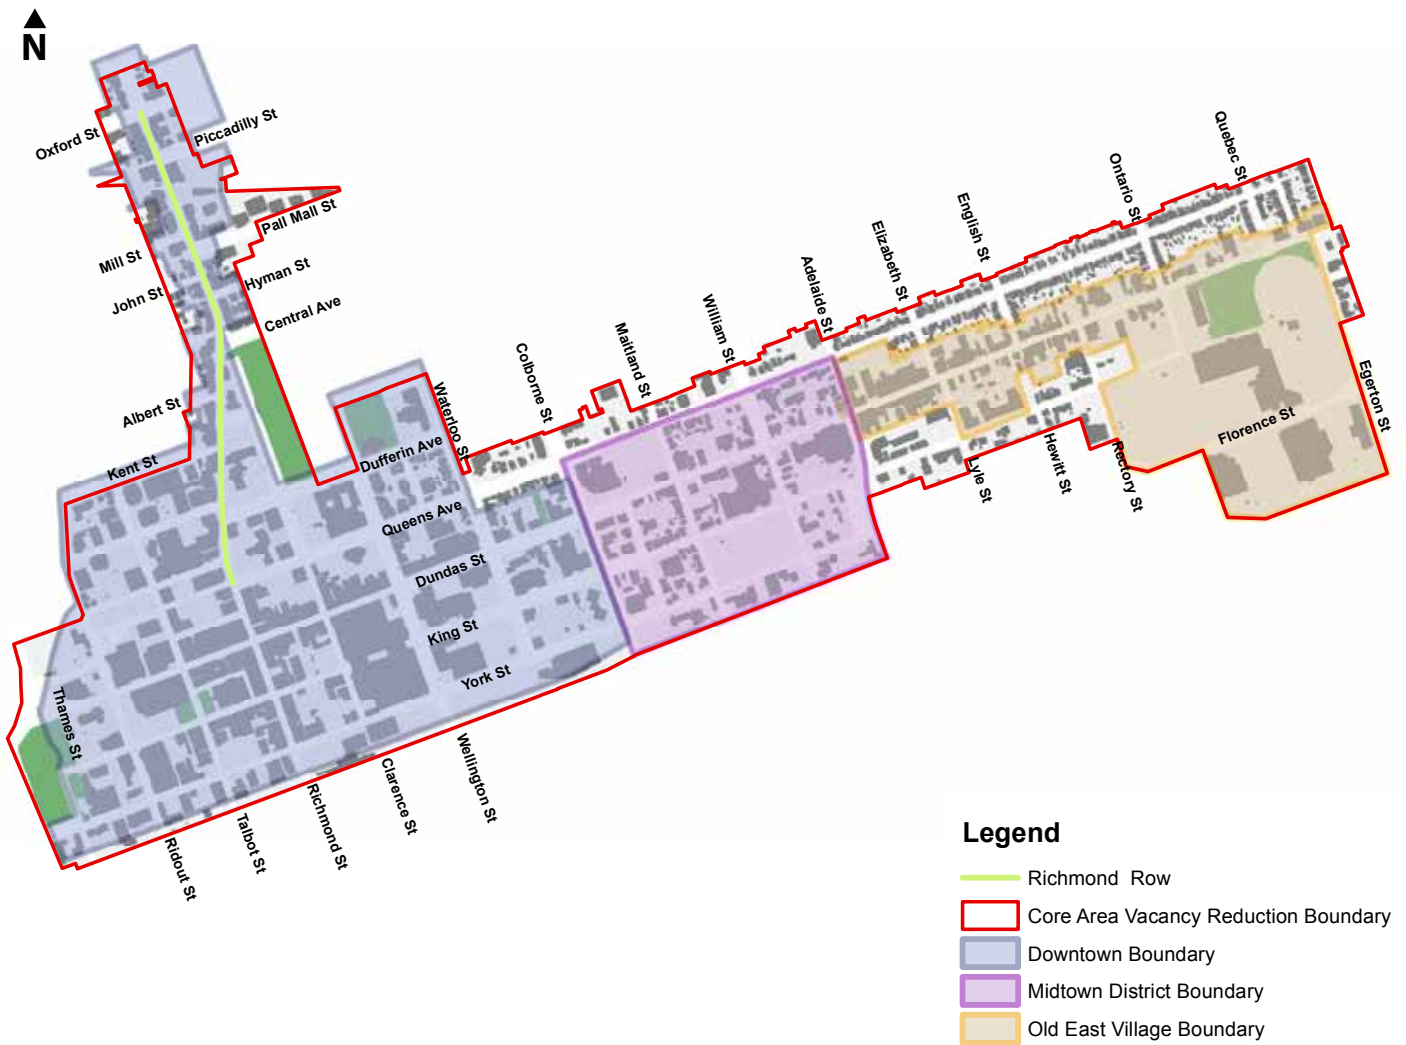 N
Oxford St
Piccadilly St
Pall Mall St
Mill St
Hyman St
John St
Central Ave
Albert St
Kent St
Dufferin Ave
Waterloo St
Colborne St
Maitland St
William St
Adelaide St
Elizabeth St
English St
Ontario St
Quebec St
Egerton St
Florence St
Rectory St
Hewitt St
Lyle St
Queens Ave
Dundas St
King St
York St
Thames St
Ridout St
Talbot St
Richmond St
Clarence St
Wellington St
Legend
Richmond Row
Core Area Vacancy Reduction Boundary
Downtown Boundary
Midtown District Boundary
Old East Village Boundary